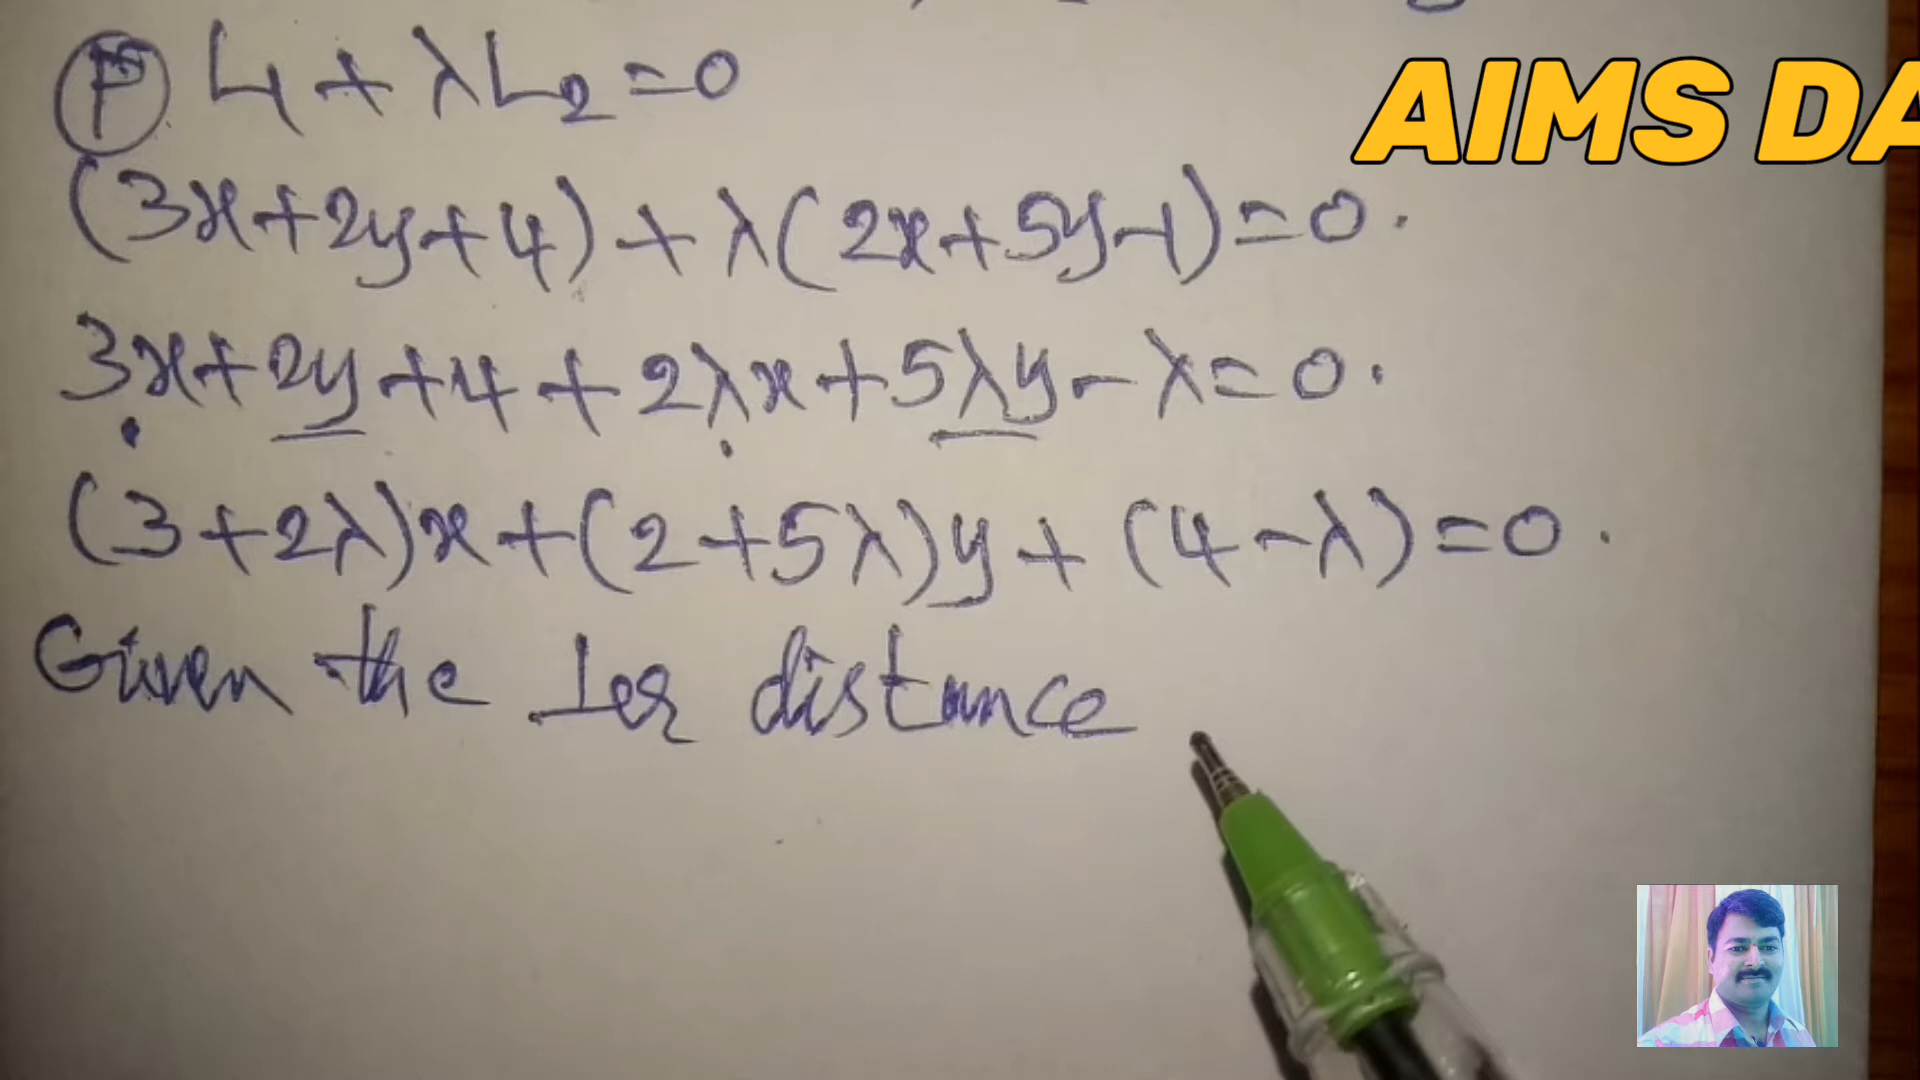 (P) L₁ + λL₂ = 0
AIMS DA
(3x+2y+4) + λ(2x+5y-1) = 0.
3x+2y+4+2λx+5λy-λ=0.
(3+2λ)x+(2+5λ)y+(4-λ)=0.
Given the ⊥er distance